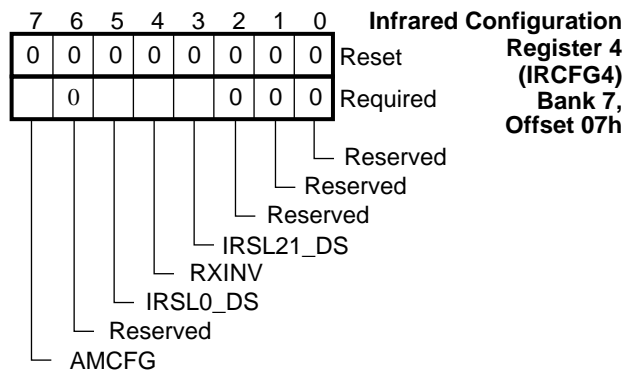 7 6 5 4 3 2 1 0 Infrared Configuration
Register 4
(IRCFG4)
Bank 7,
Offset 07h
0 0 0 0 0 0 0 0 Reset
0 0 0 0 Required
Reserved
Reserved
Reserved
IRSL21_DS
RXINV
IRSL0_DS
Reserved
AMCFG